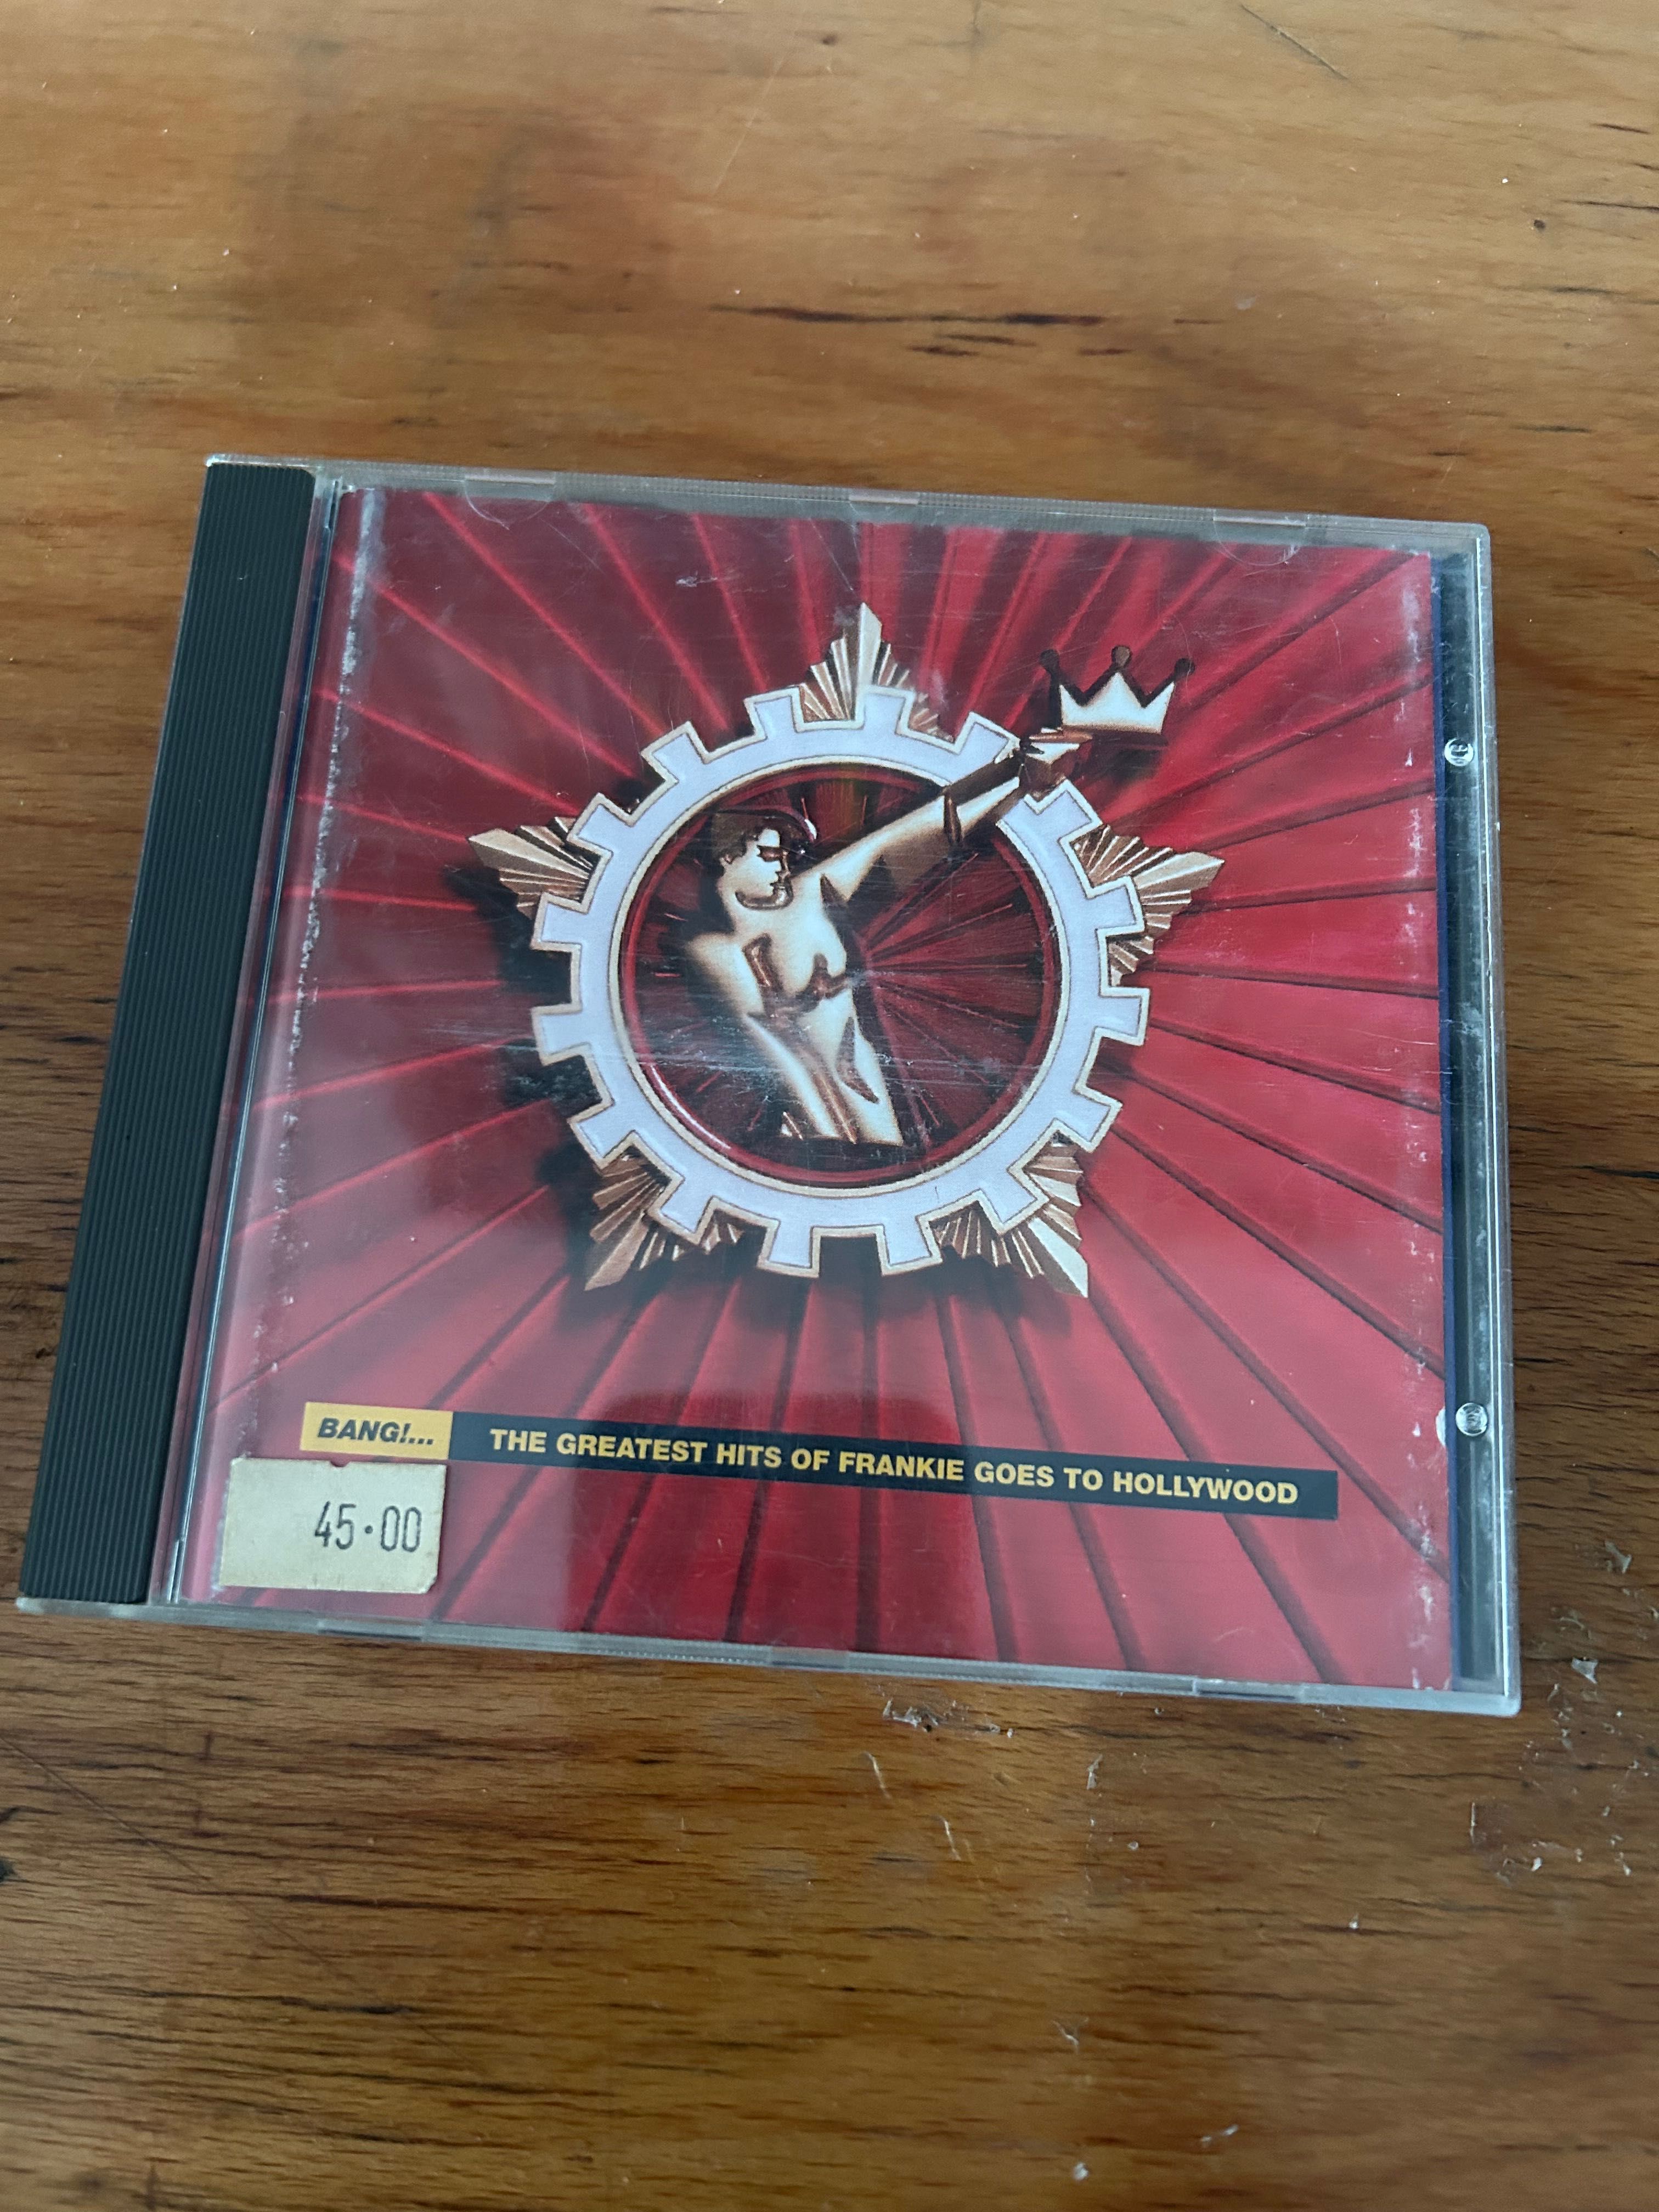 BANG!... THE GREATEST HITS OF FRANKIE GOES TO HOLLYWOOD
45.00